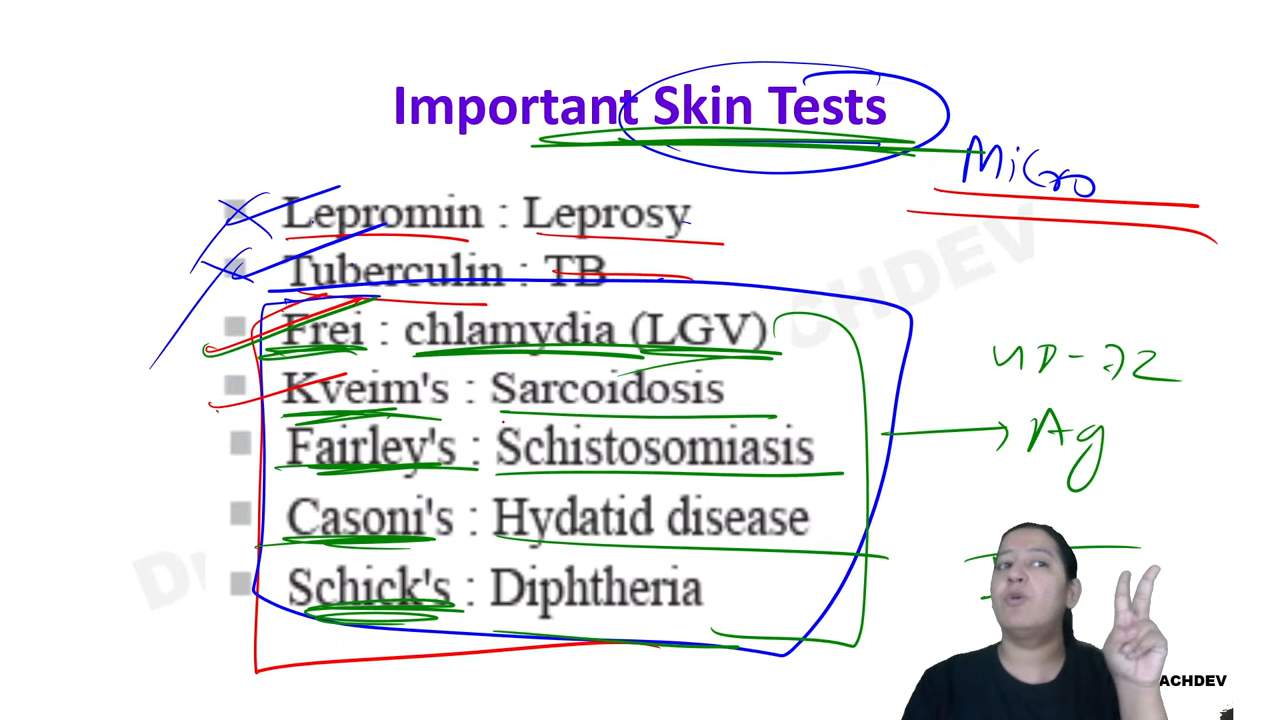 Important Skin Tests
Micro
Lepromin : Leprosy
Tuberculin : TB
Frei : chlamydia (LGV)
Kveim's : Sarcoidosis
Fairley's : Schistosomiasis
Ag
Casoni's : Hydatid disease
Schick's : Diphtheria
ACHDEV
CHDEV